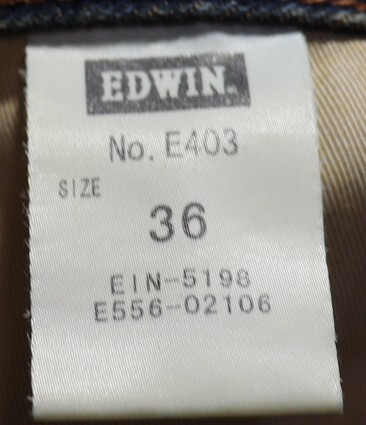 EDWIN
No. E403
SIZE
36
EIN-5198
E556-02106